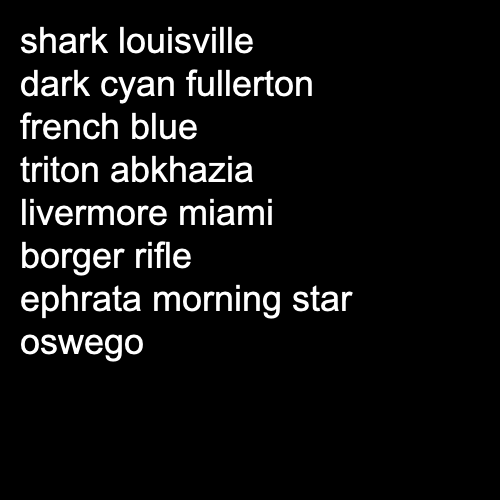 shark louisville
dark cyan fullerton
french blue
triton abkhazia
livermore miami
borger rifle
ephrata morning star
oswego